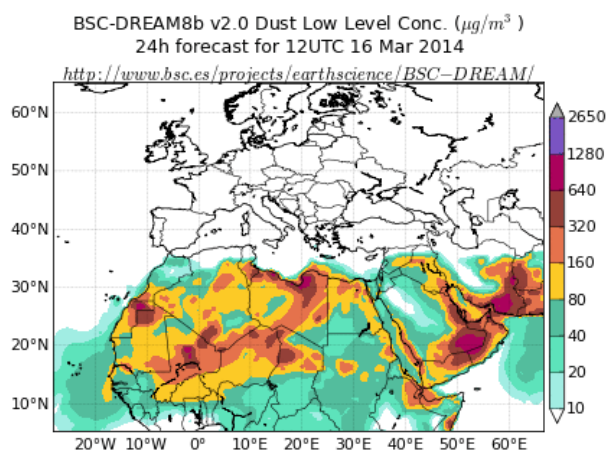 BSC-DREAM8b v2.0 Dust Low Level Conc. (μg/m³ )
24h forecast for 12UTC 16 Mar 2014
http://www.bsc.es/projects/earthscience/BSC−DREAM/
60°N
50°N
40°N
30°N
20°N
10°N
20°W
10°W
0°
10°E
20°E
30°E
40°E
50°E
60°E
2650
1280
640
320
160
80
40
20
10